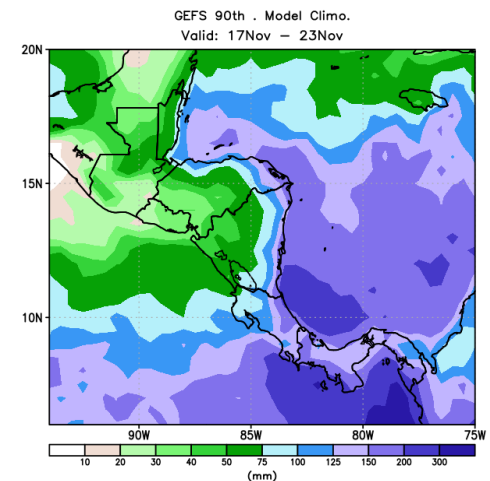 GEFS 90th . Model Climo.
Valid: 17Nov – 23Nov
20N
15N
10N
90W 85W 80W 75W
10 20 30 40 50 75 100 125 150 200 300
(mm)